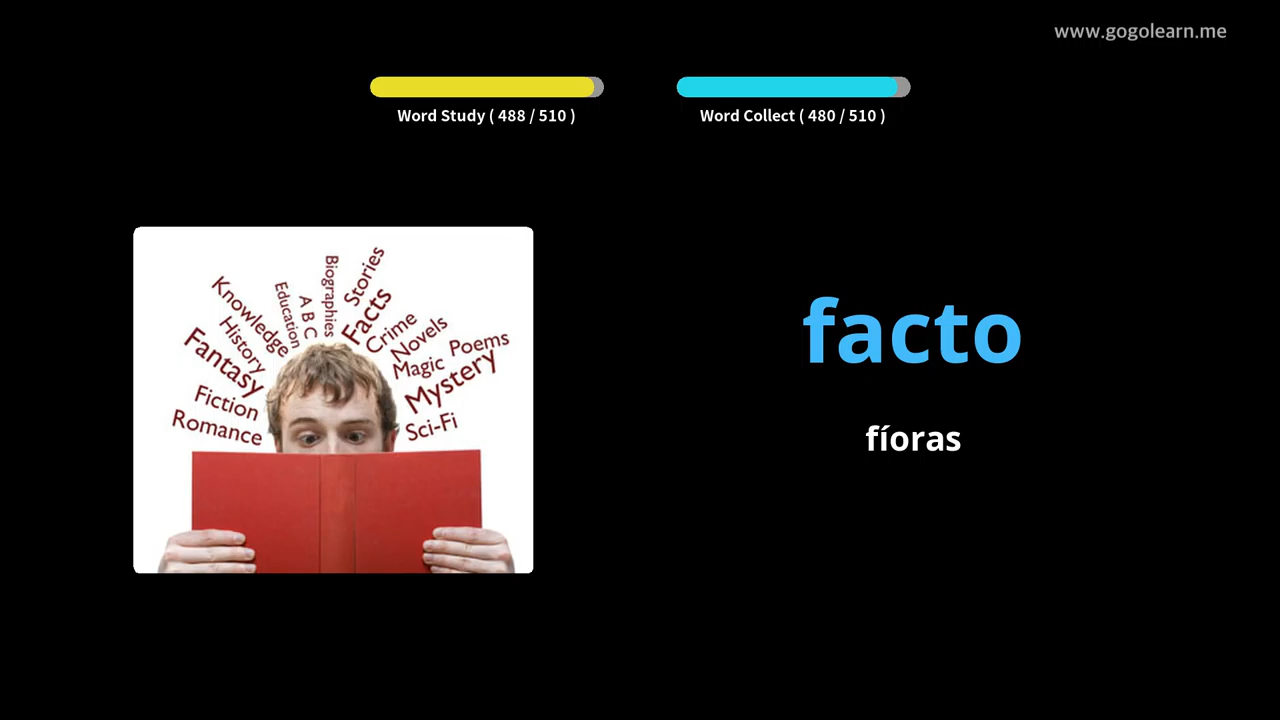 www.gogolearn.me
Word Study ( 488 / 510 )
Word Collect ( 480 / 510 )
Biographies
Stories
Education
A B C
Facts
Knowledge
Crime
History
Novels
Poems
Fantasy
Magic
Mystery
Fiction
Romance
Sci-Fi
facto
fíoras